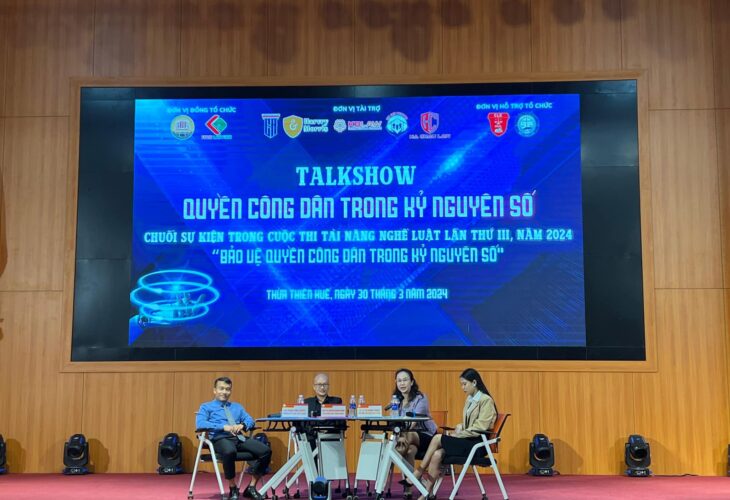 ĐƠN VỊ ĐỒNG TỔ CHỨC
ĐƠN VỊ TÀI TRỢ
ĐƠN VỊ HỖ TRỢ TỔ CHỨC
Harry Morris
TALKSHOW
QUYỀN CÔNG DÂN TRONG KỶ NGUYÊN SỐ
CHUỖI SỰ KIỆN TRONG CUỘC THI TÀI NĂNG NGHỀ LUẬT LẦN THỨ III, NĂM 2024
“BẢO VỆ QUYỀN CÔNG DÂN TRONG KỶ NGUYÊN SỐ"
THỪA THIÊN HUẾ, NGÀY 30 THÁNG 3 NĂM 2024